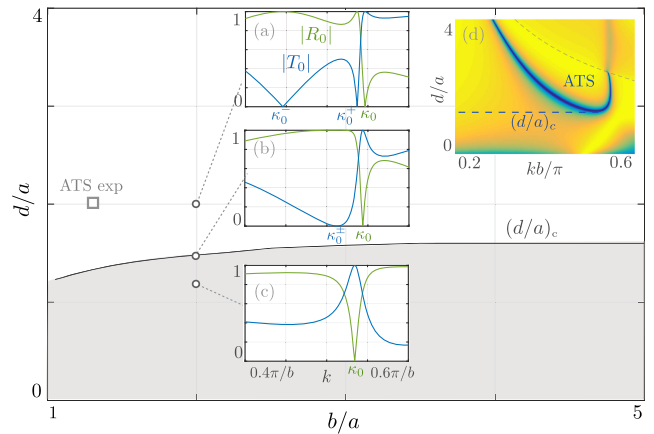 4
d/a
0
1
b/a
5
ATS exp
(d/a)c
(a)
1
0
|R0|
|T0|
κ0−
κ0+
κ0
(b)
1
0
κ0±
κ0
(c)
1
0
0.4π/b
k
κ0
0.6π/b
(d)
4
d/a
0
ATS
(d/a)c
0.2
kb/π
0.6